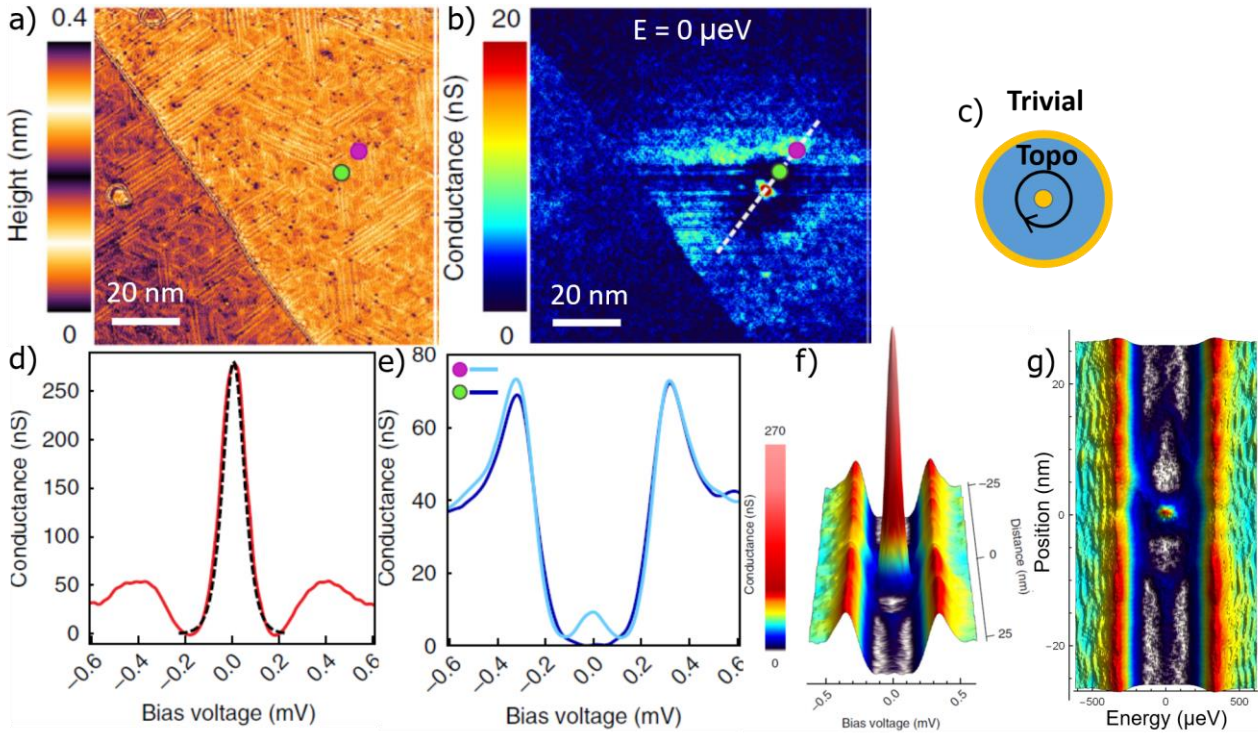 a)
0.4
Height (nm)
0
20 nm
b)
20
Conductance (nS)
0
E = 0 µeV
20 nm
c)
Trivial
Topo
d)
Conductance (nS)
250
200
150
100
50
0
−0.6
−0.4
−0.2
0.0
0.2
0.4
0.6
Bias voltage (mV)
e)
Conductance (nS)
80
60
40
20
0
−0.6
−0.4
−0.2
0.0
0.2
0.4
0.6
Bias voltage (mV)
f)
270
Conductance (nS)
0
−25
0
25
Distance (nm)
−0.5
0.0
0.5
Bias voltage (mV)
g)
Position (nm)
20
0
−20
-500
0
500
Energy (µeV)